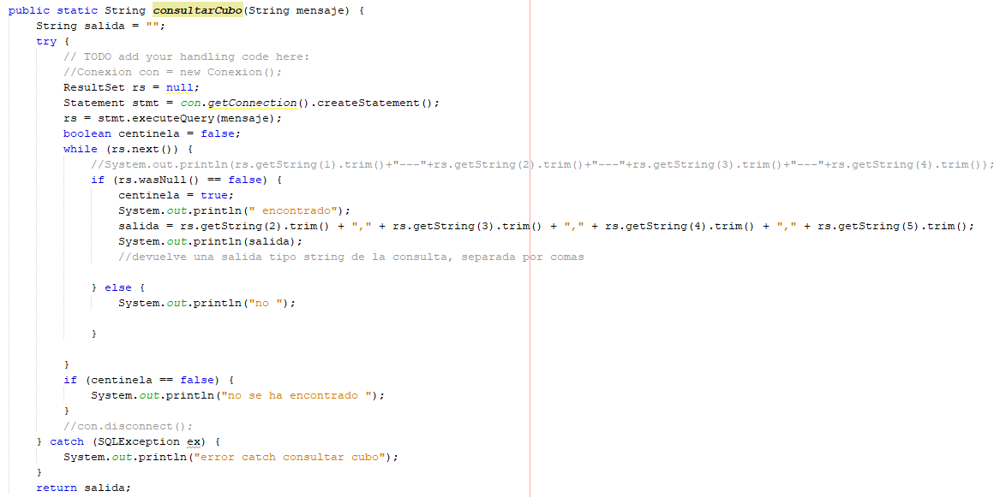 public static String consultarCubo(String mensaje) {
String salida = "";
try {
// TODO add your handling code here:
//Conexion con = new Conexion();
ResultSet rs = null;
Statement stmt = con.getConnection().createStatement();
rs = stmt.executeQuery(mensaje);
boolean centinela = false;
while (rs.next()) {
//System.out.println(rs.getString(1).trim()+"---"+rs.getString(2).trim()+"---"+rs.getString(3).trim()+"---"+rs.getString(4).trim());
if (rs.wasNull() == false) {
centinela = true;
System.out.println(" encontrado");
salida = rs.getString(2).trim() + "," + rs.getString(3).trim() + "," + rs.getString(4).trim() + "," + rs.getString(5).trim();
System.out.println(salida);
//devuelve una salida tipo string de la consulta, separada por comas
} else {
System.out.println("no ");
}
}
if (centinela == false) {
System.out.println("no se ha encontrado ");
}
//con.disconnect();
} catch (SQLException ex) {
System.out.println("error catch consultar cubo");
}
return salida;